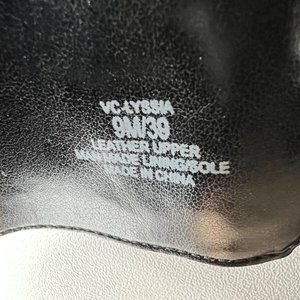 VC-LYSSIA
9M/39
LEATHER UPPER
MAN MADE LINING/SOLE
MADE IN CHINA